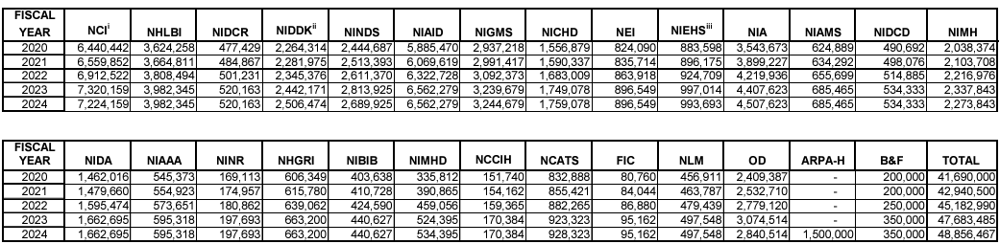 FISCAL YEAR NCIⁱ NHLBI NIDCR NIDDKⁱⁱ NINDS NIAID NIGMS NICHD NEI NIEHSⁱⁱⁱ NIA NIAMS NIDCD NIMH
2020 6,440,442 3,624,258 477,429 2,264,314 2,444,687 5,885,470 2,937,218 1,556,879 824,090 883,598 3,543,673 624,889 490,692 2,038,374
2021 6,559,852 3,664,811 484,867 2,281,975 2,513,393 6,069,619 2,991,417 1,590,337 835,714 896,175 3,899,227 634,292 498,076 2,103,708
2022 6,912,522 3,808,494 501,231 2,345,376 2,611,370 6,322,728 3,092,373 1,683,009 863,918 924,709 4,219,936 655,699 514,885 2,216,976
2023 7,320,159 3,982,345 520,163 2,442,171 2,813,925 6,562,279 3,239,679 1,749,078 896,549 997,014 4,407,623 685,465 534,333 2,337,843
2024 7,224,159 3,982,345 520,163 2,506,474 2,689,925 6,562,279 3,244,679 1,759,078 896,549 993,693 4,507,623 685,465 534,333 2,273,843
FISCAL YEAR NIDA NIAAA NINR NHGRI NIBIB NIMHD NCCIH NCATS FIC NLM OD ARPA-H B&F TOTAL
2020 1,462,016 545,373 169,113 606,349 403,638 335,812 151,740 832,888 80,760 456,911 2,409,387 - 200,000 41,690,000
2021 1,479,660 554,923 174,957 615,780 410,728 390,865 154,162 855,421 84,044 463,787 2,532,710 - 200,000 42,940,500
2022 1,595,474 573,651 180,862 639,062 424,590 459,056 159,365 882,265 86,880 479,439 2,779,120 - 250,000 45,182,990
2023 1,662,695 595,318 197,693 663,200 440,627 524,395 170,384 923,323 95,162 497,548 3,074,514 - 350,000 47,683,485
2024 1,662,695 595,318 197,693 663,200 440,627 534,395 170,384 928,323 95,162 497,548 2,840,514 1,500,000 350,000 48,856,467